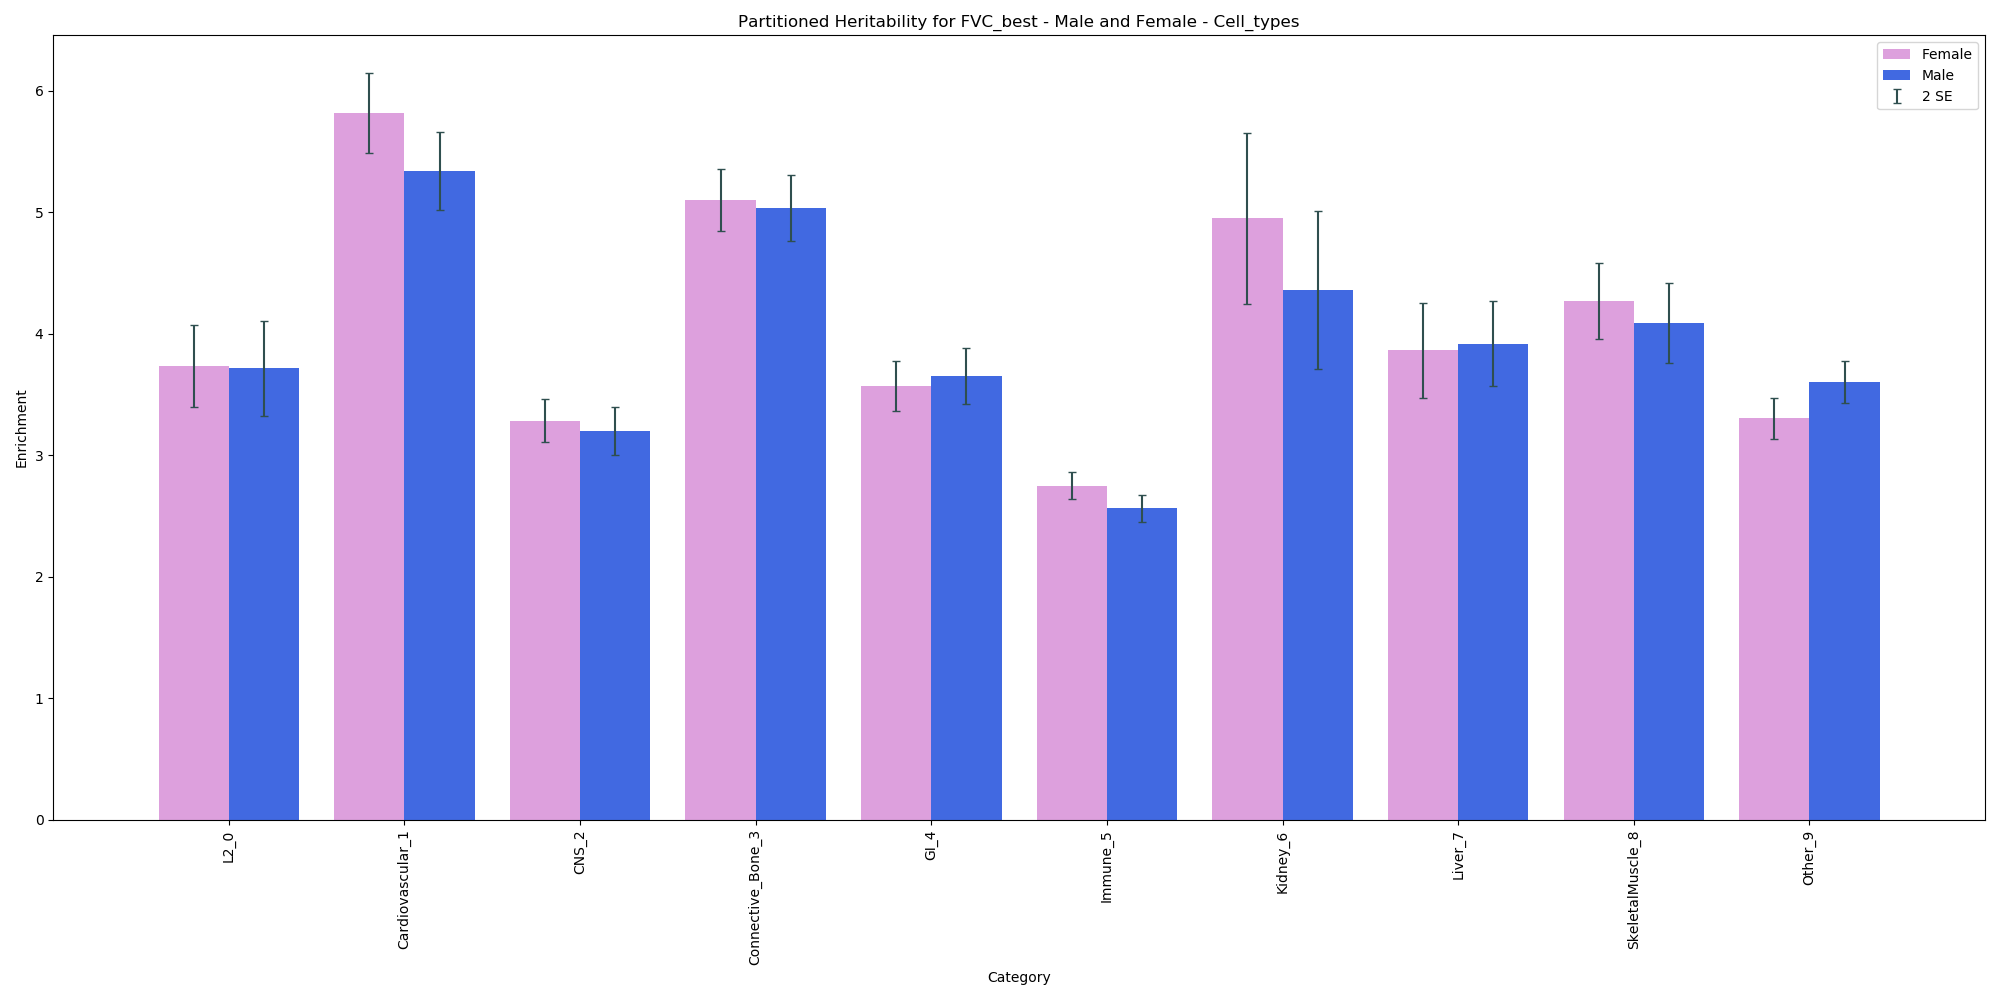 Partitioned Heritability for FVC_best - Male and Female - Cell_types
Female
Male
2 SE
Enrichment
6
5
4
3
2
1
0
L2_0
Cardiovascular_1
CNS_2
Connective_Bone_3
GI_4
Immune_5
Kidney_6
Liver_7
SkeletalMuscle_8
Other_9
Category